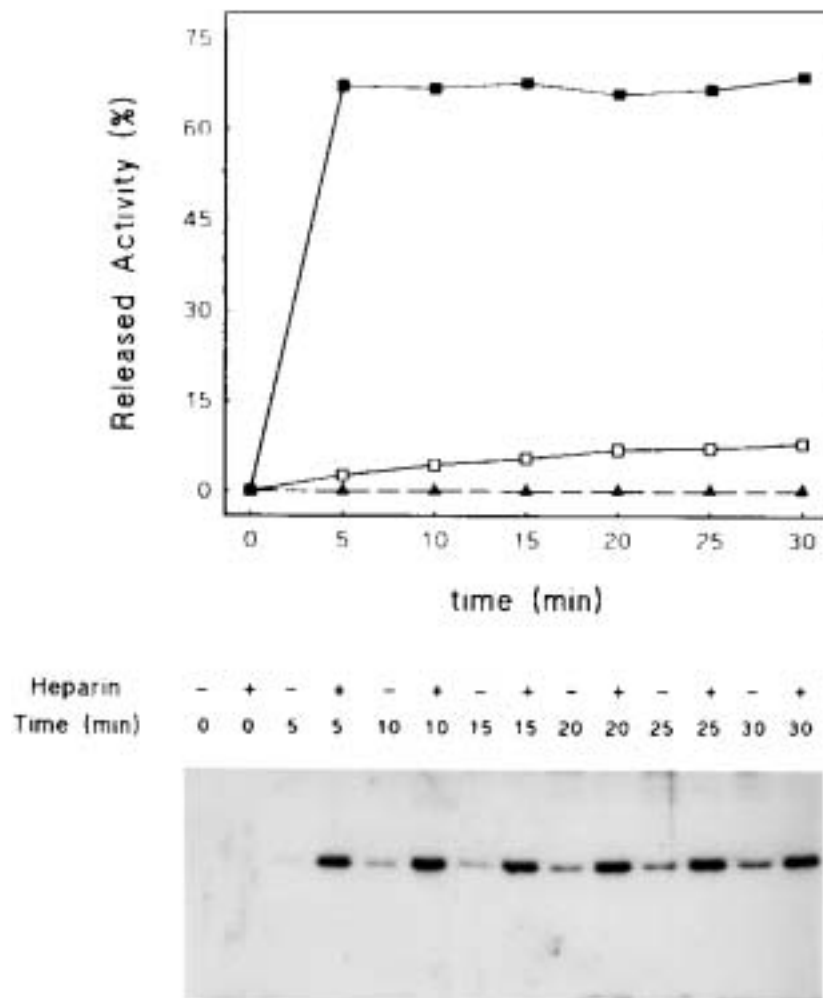 75
60
45
30
15
0
Released Activity (%)
0 5 10 15 20 25 30
time (min)
Heparin - + - + - + - + - + - + - +
Time (min) 0 0 5 5 10 10 15 15 20 20 25 25 30 30